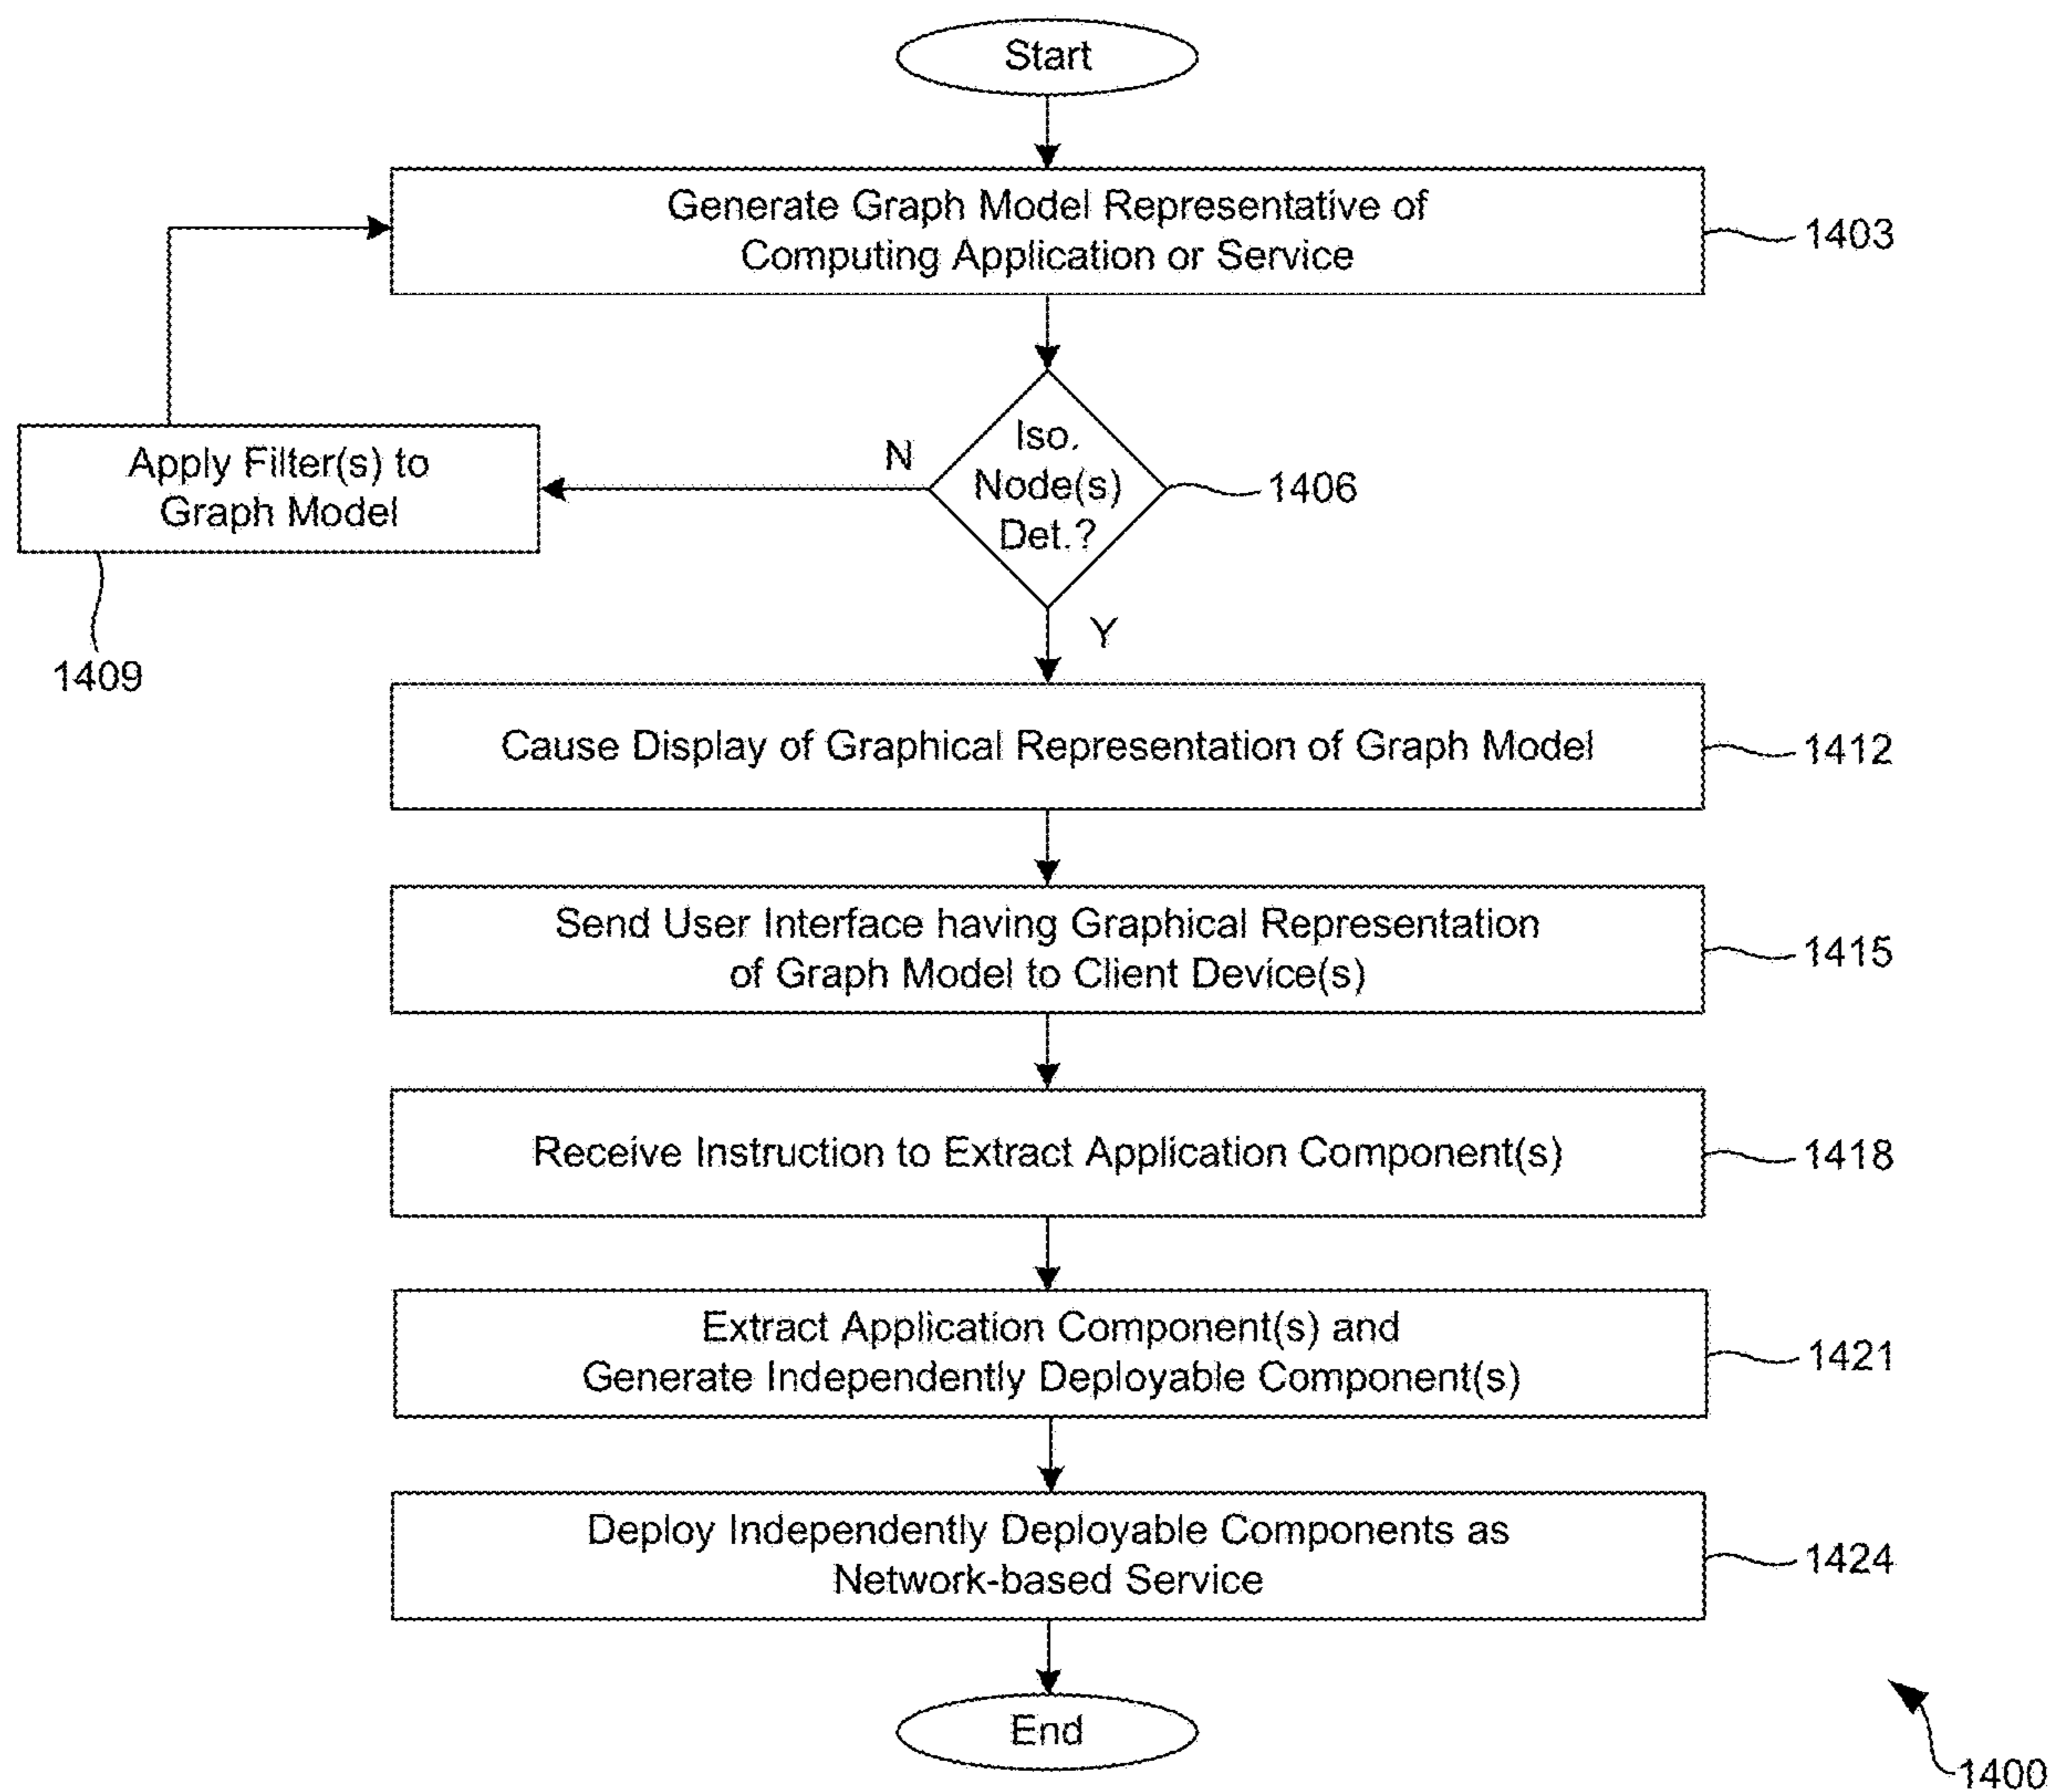 Start
Generate Graph Model Representative of
Computing Application or Service
1403
Iso.
Node(s)
Det.?
1406
N
Apply Filter(s) to
Graph Model
1409
Y
Cause Display of Graphical Representation of Graph Model
1412
Send User Interface having Graphical Representation
of Graph Model to Client Device(s)
1415
Receive Instruction to Extract Application Component(s)
1418
Extract Application Component(s) and
Generate Independently Deployable Component(s)
1421
Deploy Independently Deployable Components as
Network-based Service
1424
End
1400